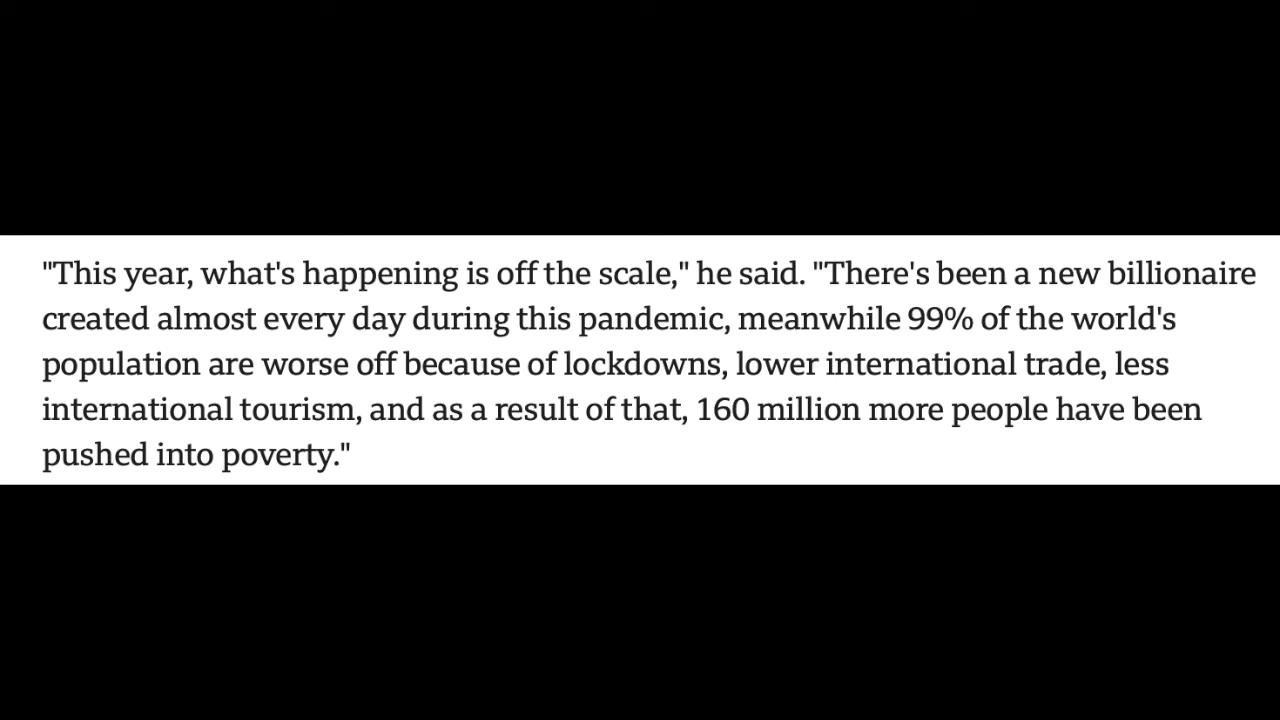 "This year, what's happening is off the scale," he said. "There's been a new billionaire
created almost every day during this pandemic, meanwhile 99% of the world's
population are worse off because of lockdowns, lower international trade, less
international tourism, and as a result of that, 160 million more people have been
pushed into poverty."